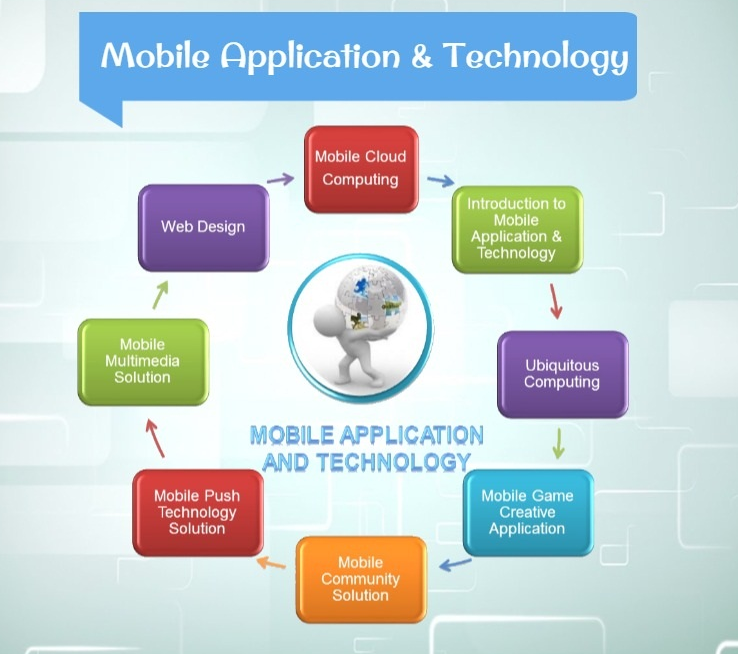 Mobile Application & Technology
Mobile Cloud
Computing
Introduction to
Mobile
Application &
Technology
Ubiquitous
Computing
Mobile Game
Creative
Application
Mobile
Community
Solution
Mobile Push
Technology
Solution
Mobile
Multimedia
Solution
Web Design
MOBILE APPLICATION
AND TECHNOLOGY